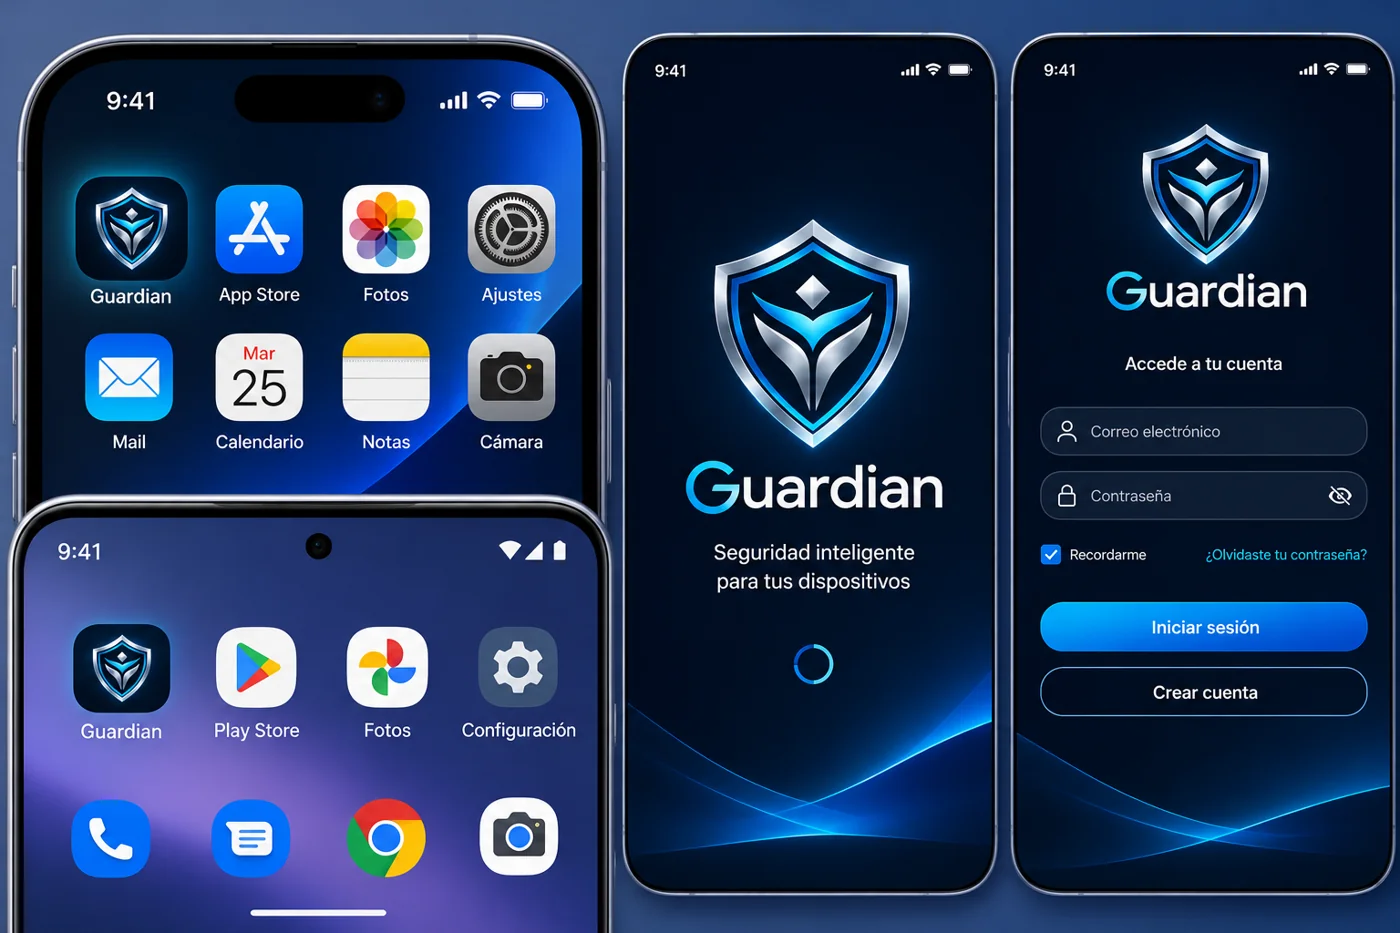 9:41
Guardian
App Store
Fotos
Ajustes
Mar
25
Mail
Calendario
Notas
Cámara
9:41
Guardian
Play Store
Fotos
Configuración
9:41
Guardian
Seguridad inteligente
para tus dispositivos
9:41
Guardian
Accede a tu cuenta
Correo electrónico
Contraseña
Recordarme
¿Olvidaste tu contraseña?
Iniciar sesión
Crear cuenta